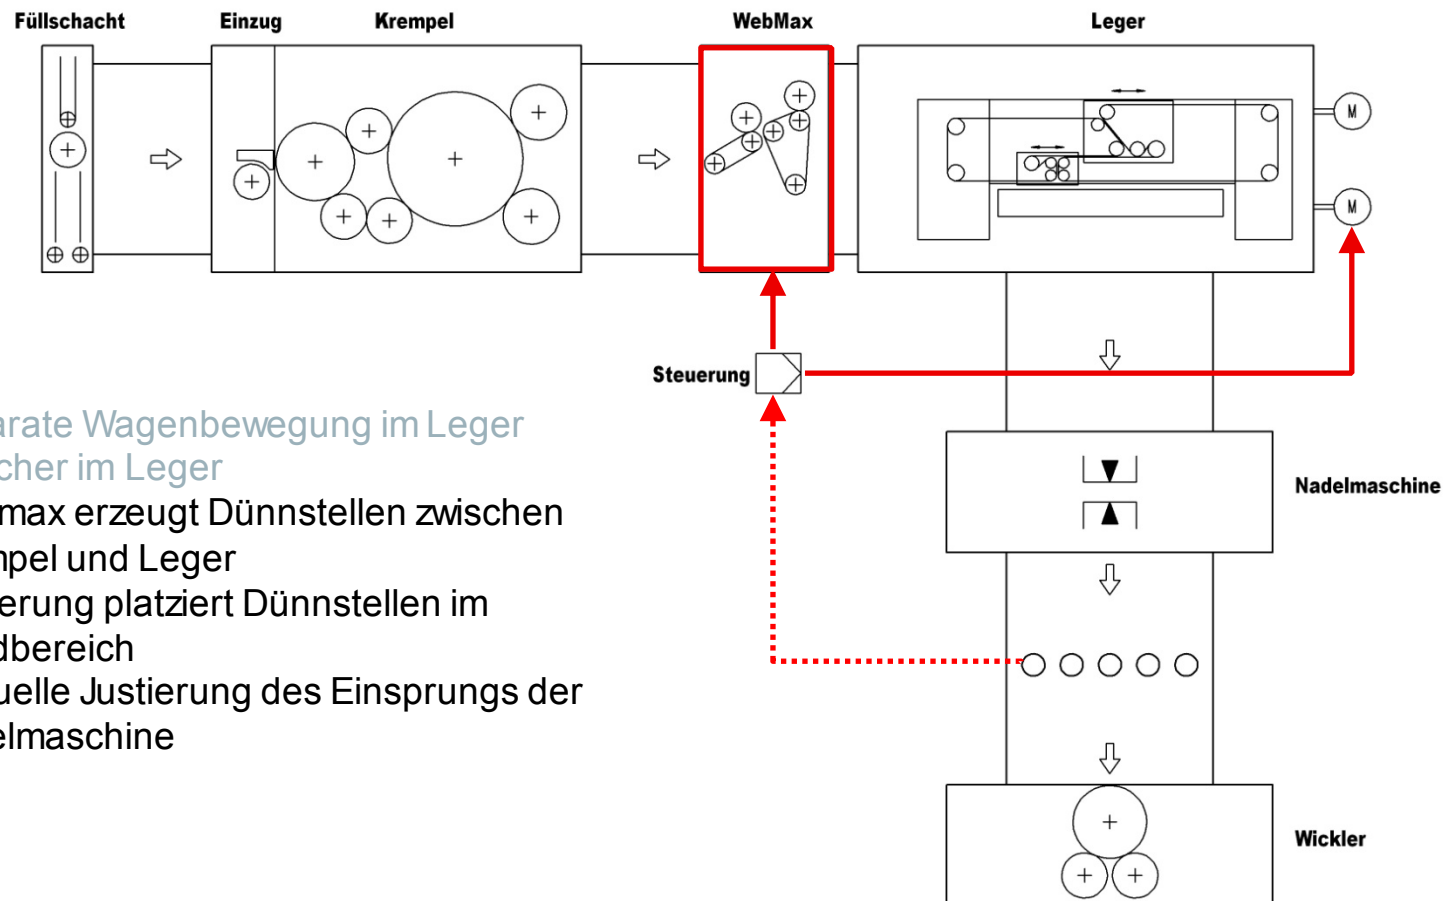 Füllschacht Einzug Krempel WebMax Leger
M
M
Steuerung
arate Wagenbewegung im Leger
cher im Leger
max erzeugt Dünnstellen zwischen
pel und Leger
erung platziert Dünnstellen im
dbereich
uelle Justierung des Einsprungs der
elmaschine
Nadelmaschine
Wickler